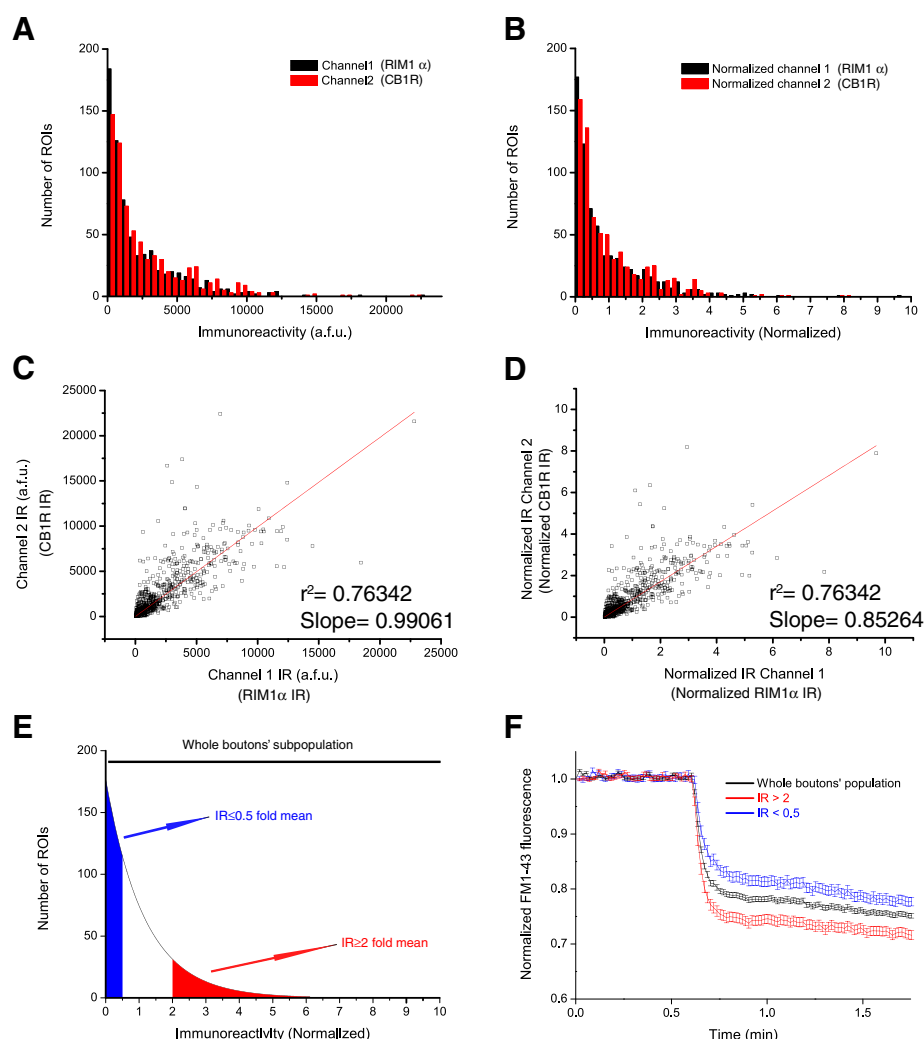 A
200
150
100
50
0
Number of ROIs
Channel1 (RIM1 α)
Channel2 (CB1R)
0 5000 10000 15000 20000
Immunoreactivity (a.f.u.)
B
200
150
100
50
0
Number of ROIs
Normalized channel 1 (RIM1 α)
Normalized channel 2 (CB1R)
0 1 2 3 4 5 6 7 8 9 10
Immunoreactivity (Normalized)
C
25000
20000
15000
10000
5000
0
Channel 2 IR (a.f.u.)
(CB1R IR)
r2= 0.76342
Slope= 0.99061
0 5000 10000 15000 20000 25000
Channel 1 IR (a.f.u.)
(RIM1α IR)
D
10
8
6
4
2
0
Normalized IR Channel 2
(Normalized CB1R IR)
r2= 0.76342
Slope= 0.85264
0 2 4 6 8 10
Normalized IR Channel 1
(Normalized RIM1α IR)
E
200
150
100
50
0
Number of ROIs
Whole boutons' subpopulation
IR≤0.5 fold mean
IR≥2 fold mean
0 1 2 3 4 5 6 7 8 9 10
Immunoreactivity (Normalized)
F
1.0
0.9
0.8
0.7
0.6
Normalized FM1-43 fluorescence
Whole boutons' population
IR > 2
IR < 0.5
0.0 0.5 1.0 1.5
Time (min)